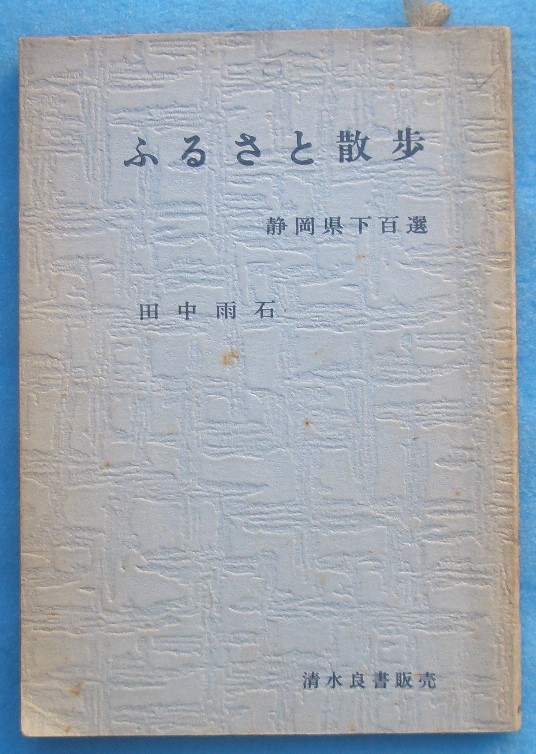 ふるさと散歩
静岡県下百選
田中雨石
清水良書販売